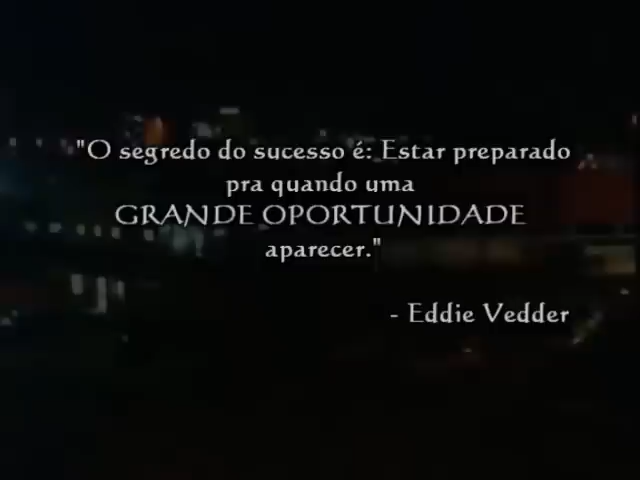 "O segredo do sucesso é: Estar preparado
pra quando uma
GRANDE OPORTUNIDADE
aparecer."
- Eddie Vedder